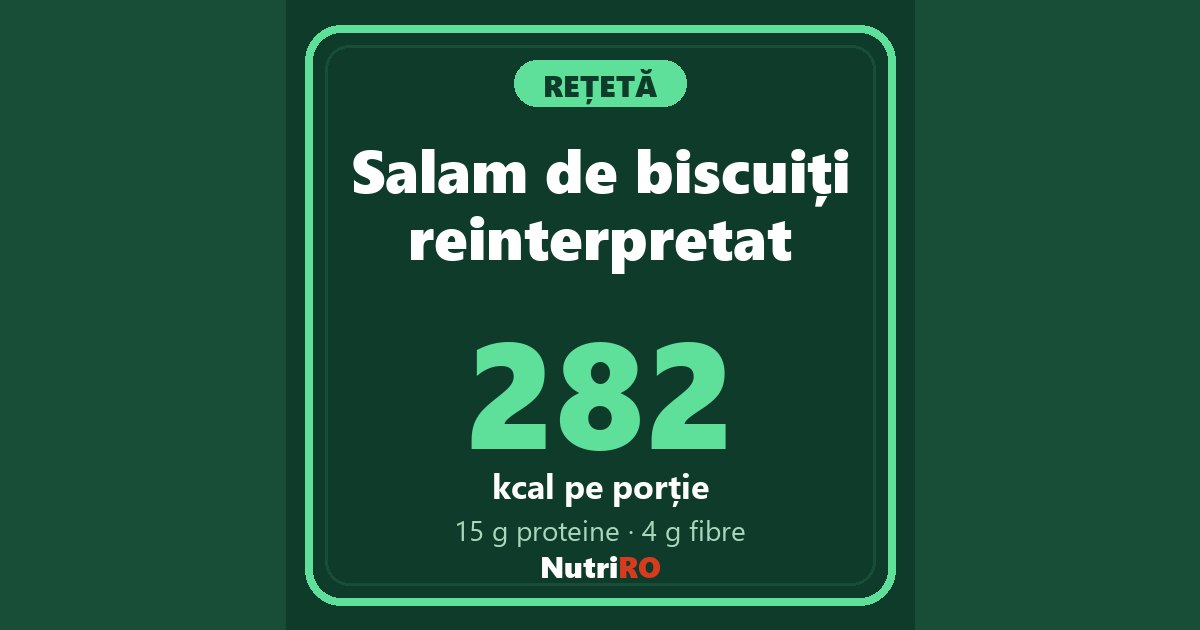 REȚETĂ
Salam de biscuiți
reinterpretat
282
kcal pe porție
15 g proteine · 4 g fibre
NutriRO